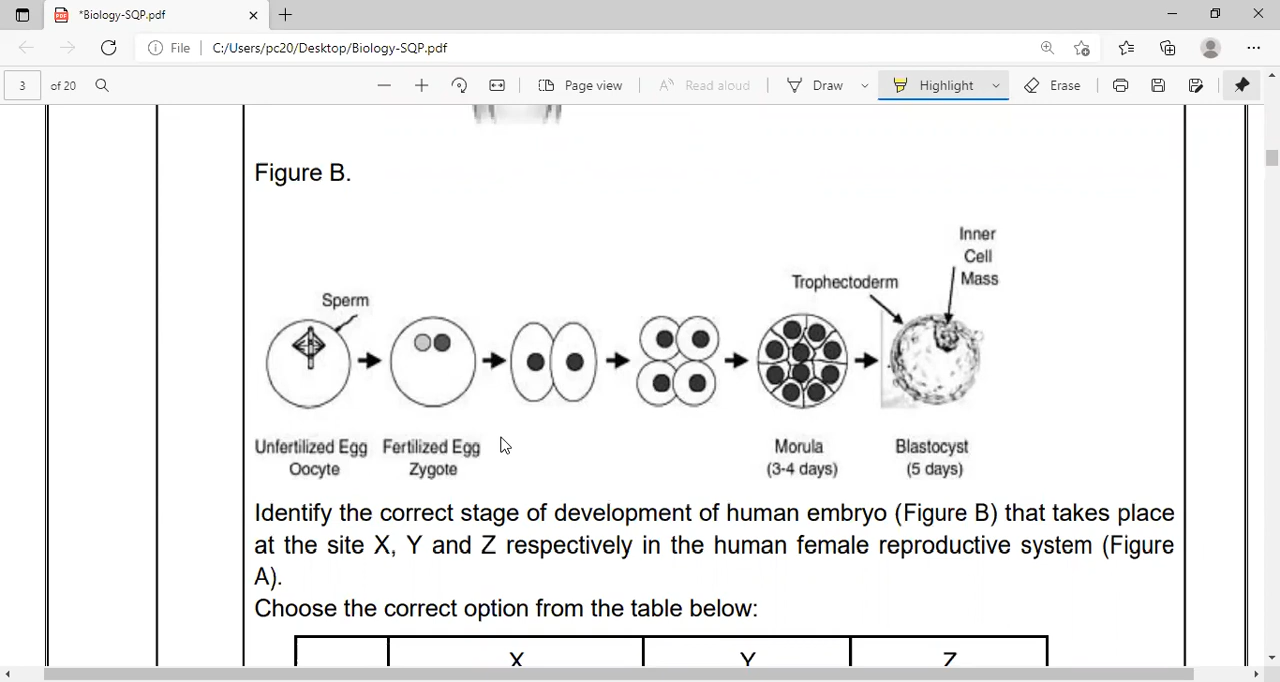 *Biology-SQP.pdf
File | C:/Users/pc20/Desktop/Biology-SQP.pdf
3 of 20
Page view
Read aloud
Draw
Highlight
Erase
Figure B.
Inner
Cell
Mass
Trophectoderm
Sperm
Unfertilized Egg Fertilized Egg Morula Blastocyst
Oocyte Zygote (3-4 days) (5 days)
Identify the correct stage of development of human embryo (Figure B) that takes place
at the site X, Y and Z respectively in the human female reproductive system (Figure
A).
Choose the correct option from the table below:
X Y Z